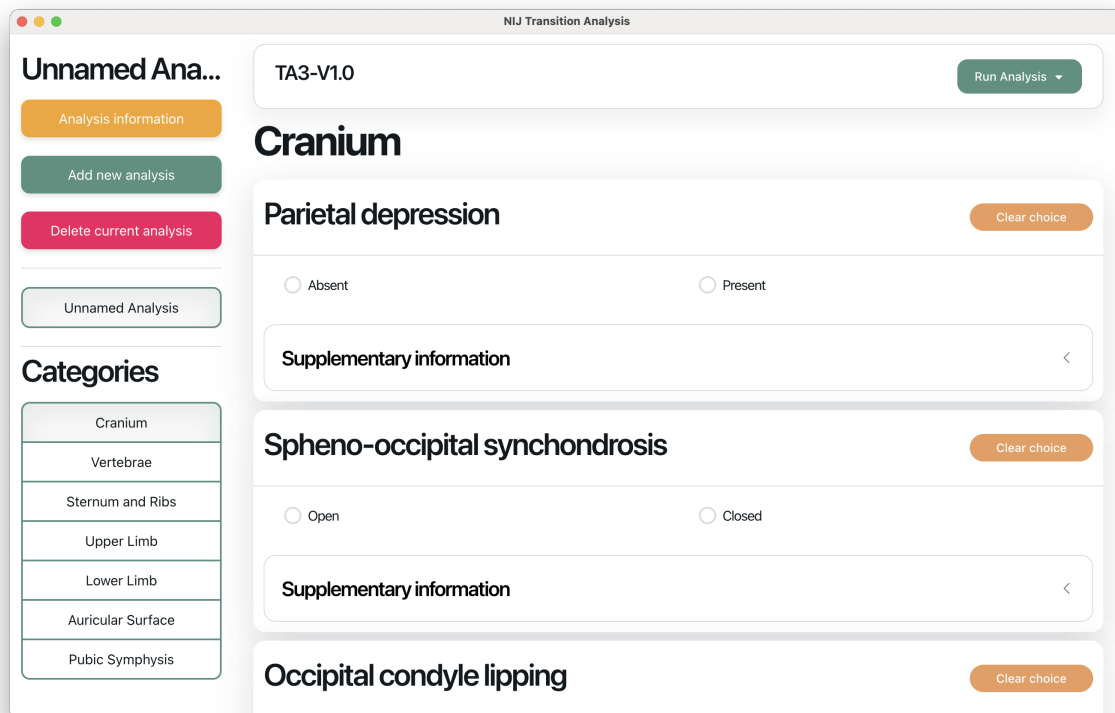 NIJ Transition Analysis
Unnamed Ana...
Analysis information
Add new analysis
Delete current analysis
Unnamed Analysis
Categories
Cranium
Vertebrae
Sternum and Ribs
Upper Limb
Lower Limb
Auricular Surface
Pubic Symphysis
TA3-V1.0
Run Analysis
Cranium
Parietal depression
Clear choice
Absent
Present
Supplementary information
Spheno-occipital synchondrosis
Clear choice
Open
Closed
Supplementary information
Occipital condyle lipping
Clear choice